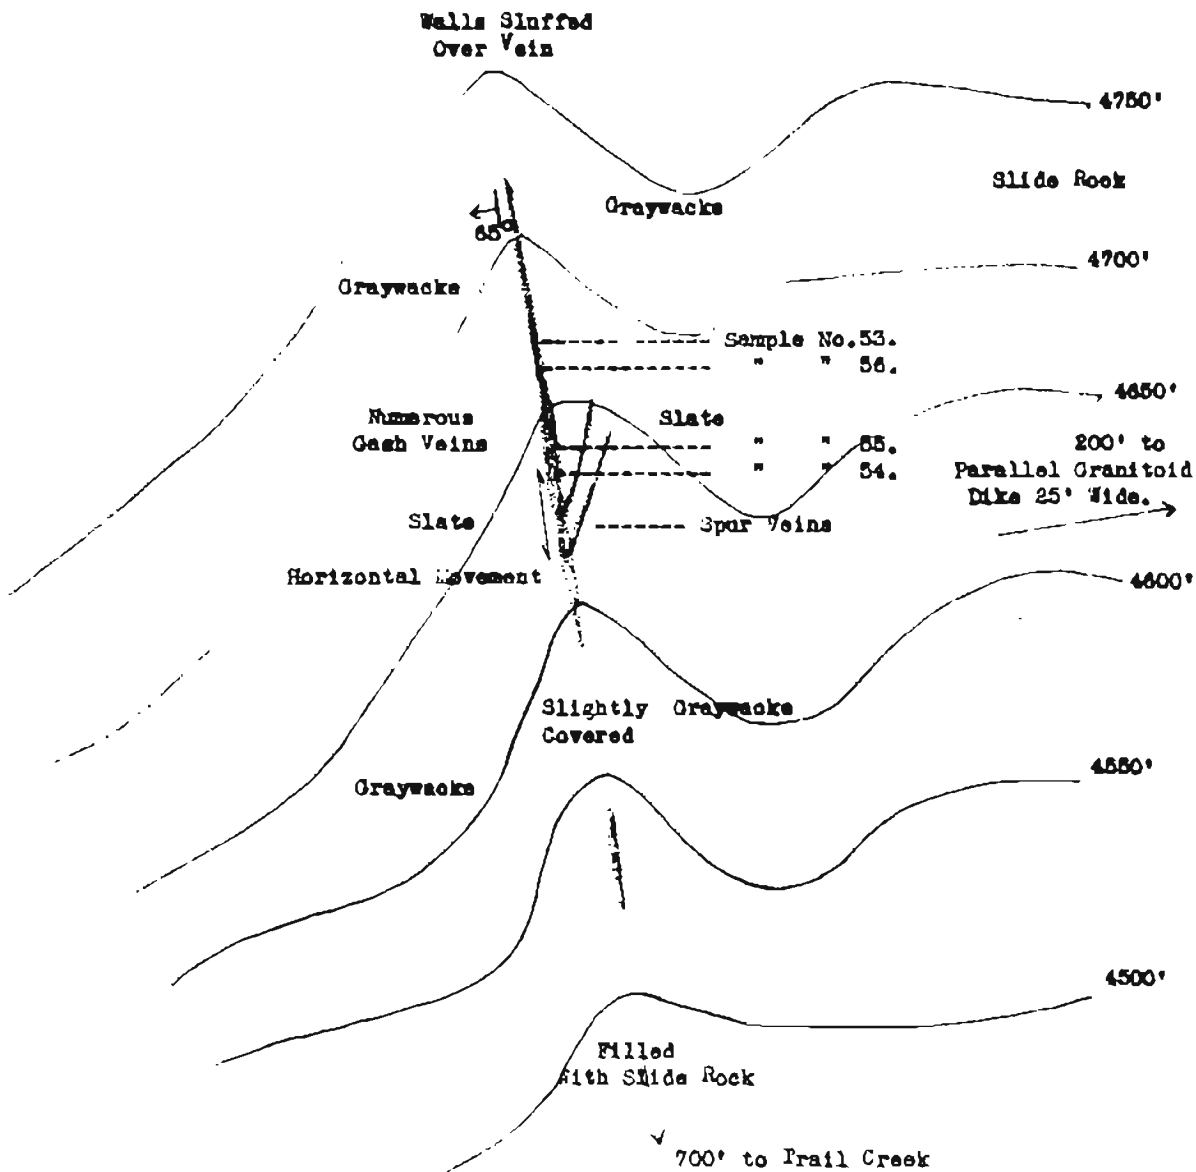 Walls Sluffed
Over Vein
4750'
Slide Rock
Graywacke
65°
4700'
Graywacke
Sample No. 53.
" " 56.
4650'
Numerous
Gash Veins
Slate
" " 55.
" " 54.
200' to
Parallel Granitoid
Dike 25' Wide.
Slate
Spur Veins
Horizontal Movement
4600'
Slightly Graywacke
Covered
4550'
Graywacke
4500'
Filled
With Slide Rock
700' to Trail Creek